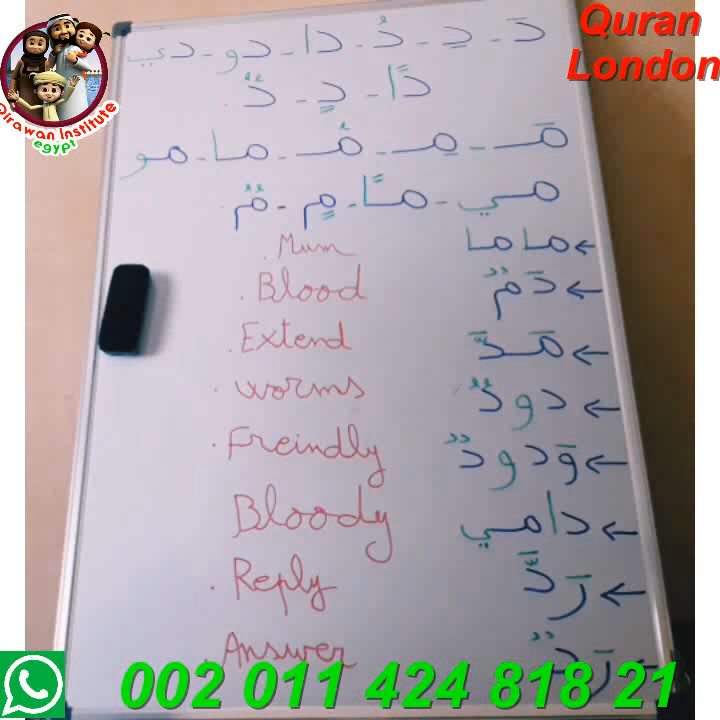 Quran
London
Qirawan Institute
egypt
دَ - دِ - دُ - دا - دو - دي
دًا - دٍ - دٌ
مَـ - مِـ - مُـ - ما - مو
مي - مًا - مٍ - مٌ
Mum ماما ←
Blood دَمٌ ←
Extend مَدَّ ←
worms دودٌ ←
Freindly وَدودٌ ←
Bloody دامي ←
Reply رَدَّ ←
Answer رَدٌّ ←
002 011 424 818 21